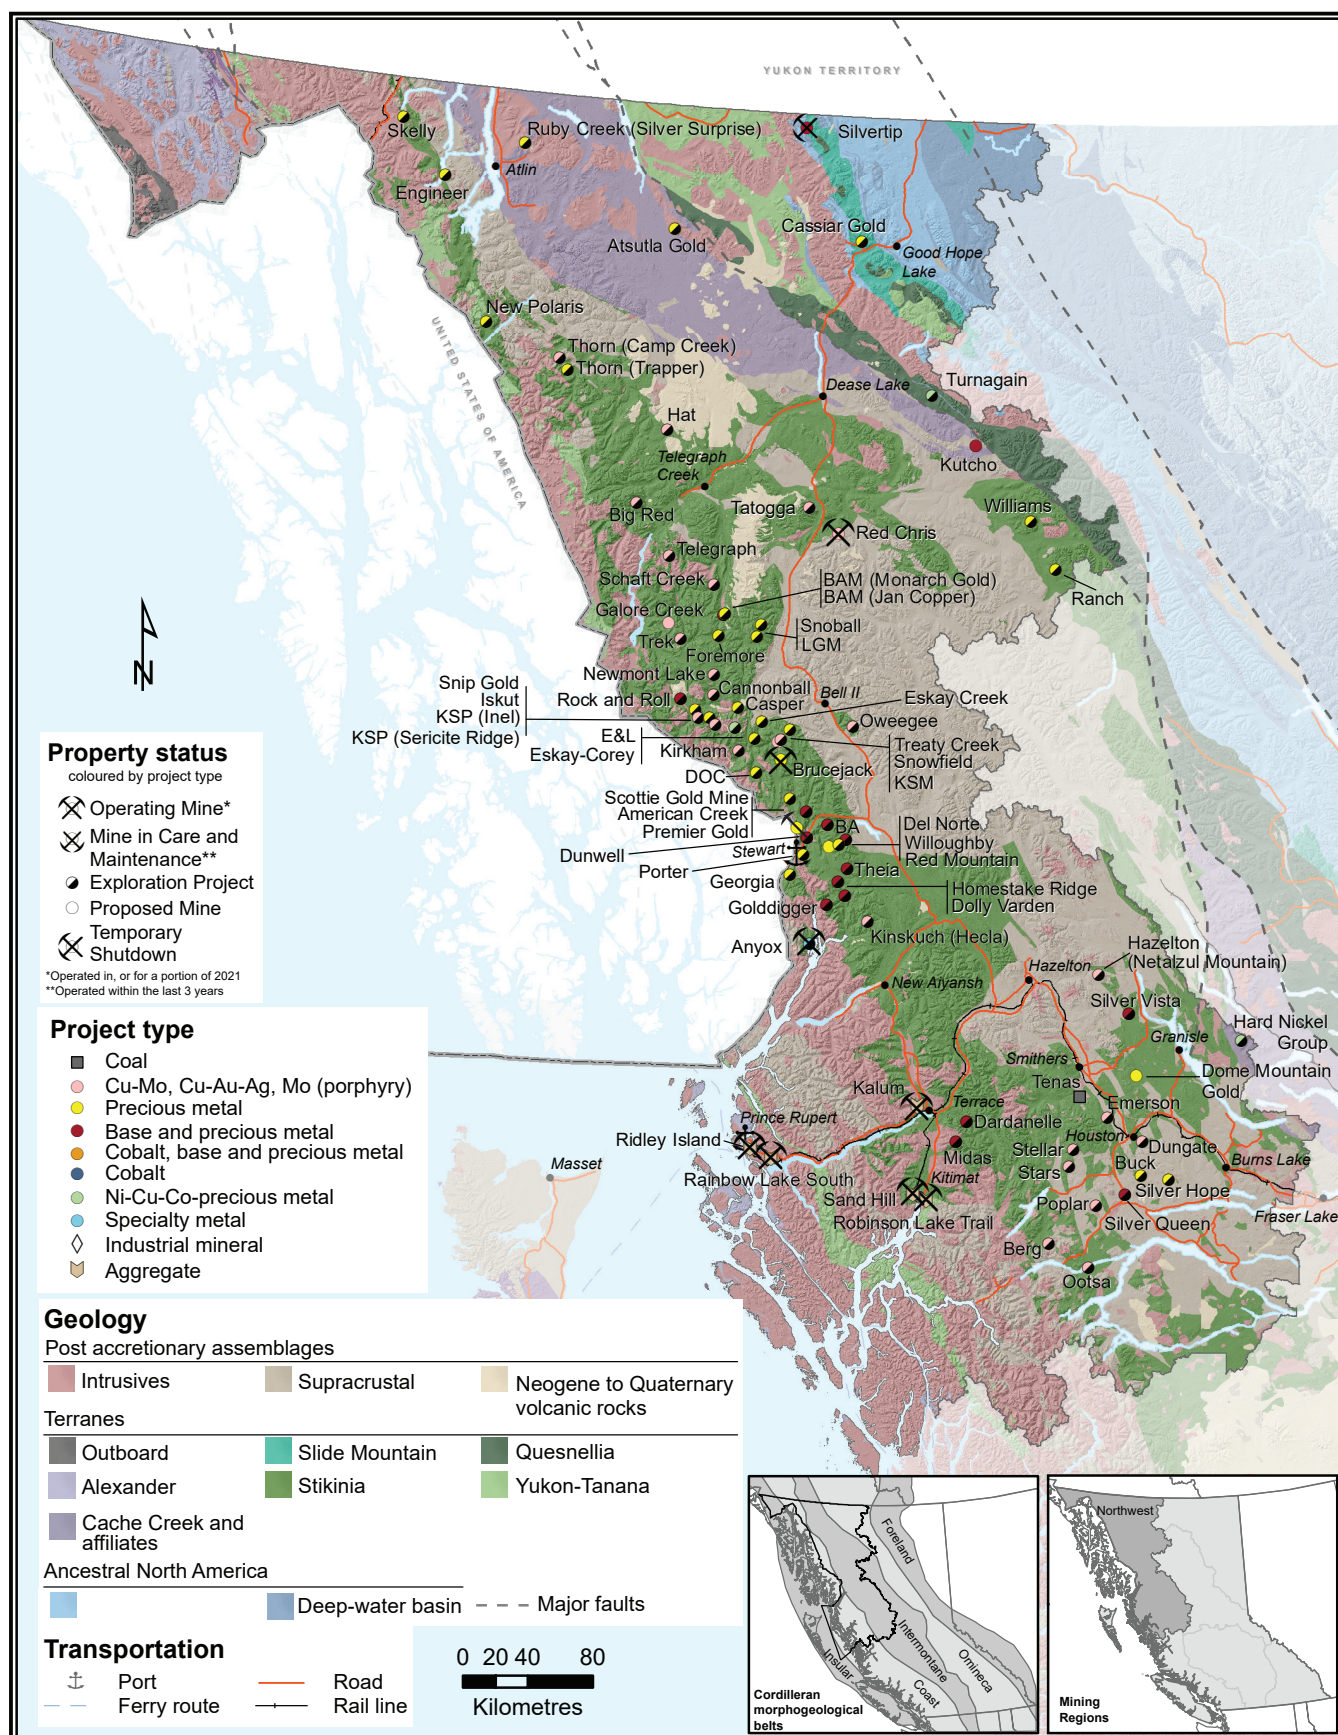 YUKON TERRITORY
Skelly
Ruby Creek (Silver Surprise)
Silvertip
Atlin
Engineer
Atsutla Gold
Cassiar Gold
Good Hope
Lake
New Polaris
UNITED STATES OF AMERICA
Thorn (Camp Creek)
Thorn (Trapper)
Dease Lake
Turnagain
Hat
Telegraph
Creek
Kutcho
Big Red
Tatogga
Williams
Red Chris
Telegraph
Schaft Creek
BAM (Monarch Gold)
BAM (Jan Copper)
Ranch
Galore Creek
Snoball
LGM
Trek
Foremore
N
Newmont Lake
Snip Gold
Iskut
KSP (Inel)
KSP (Sericite Ridge)
Rock and Roll
Cannonball
Casper
Bell II
Eskay Creek
Oweegee
E&L
Eskay-Corey
Kirkham
Treaty Creek
Snowfield
KSM
Brucejack
DOC
Scottie Gold Mine
American Creek
Premier Gold
BA
Del Norte
Willoughby
Red Mountain
Dunwell
Stewart
Porter
Georgia
Theia
Homestake Ridge
Dolly Varden
Golddigger
Anyox
Kinskuch (Hecla)
Hazelton
(Netalzul Mountain)
Hazelton
New Aiyansh
Silver Vista
Hard Nickel
Group
Granisle
Smithers
Tenas
Dome Mountain
Gold
Kalum
Terrace
Emerson
Prince Rupert
Dardanelle
Ridley Island
Houston
Dungate
Stellar
Midas
Buck
Burns Lake
Masset
Rainbow Lake South
Kitimat
Stars
Silver Hope
Sand Hill
Poplar
Silver Queen
Fraser Lake
Robinson Lake Trail
Berg
Ootsa
Property status
coloured by project type
Operating Mine*
Mine in Care and
Maintenance**
Exploration Project
Proposed Mine
Temporary
Shutdown
*Operated in, or for a portion of 2021
**Operated within the last 3 years
Project type
Coal
Cu-Mo, Cu-Au-Ag, Mo (porphyry)
Precious metal
Base and precious metal
Cobalt, base and precious metal
Cobalt
Ni-Cu-Co-precious metal
Specialty metal
Industrial mineral
Aggregate
Geology
Post accretionary assemblages
Intrusives
Supracrustal
Neogene to Quaternary
volcanic rocks
Terranes
Outboard
Slide Mountain
Quesnellia
Alexander
Stikinia
Yukon-Tanana
Cache Creek and
affiliates
Ancestral North America
Deep-water basin
Major faults
Transportation
Port
Road
Ferry route
Rail line
0 20 40 80
Kilometres
Foreland
Intermontane
Omineca
Insular
Coast
Cordilleran
morphogeological
belts
Northwest
Mining
Regions